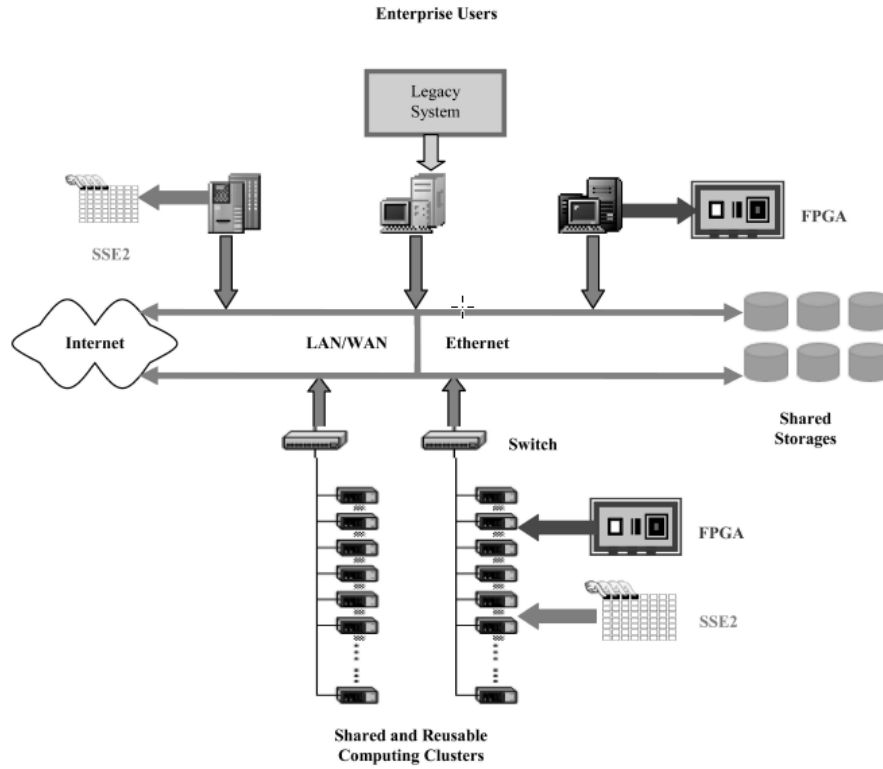 Enterprise Users
Legacy
System
SSE2
FPGA
Internet
LAN/WAN
Ethernet
Shared
Storages
Switch
FPGA
SSE2
Shared and Reusable
Computing Clusters